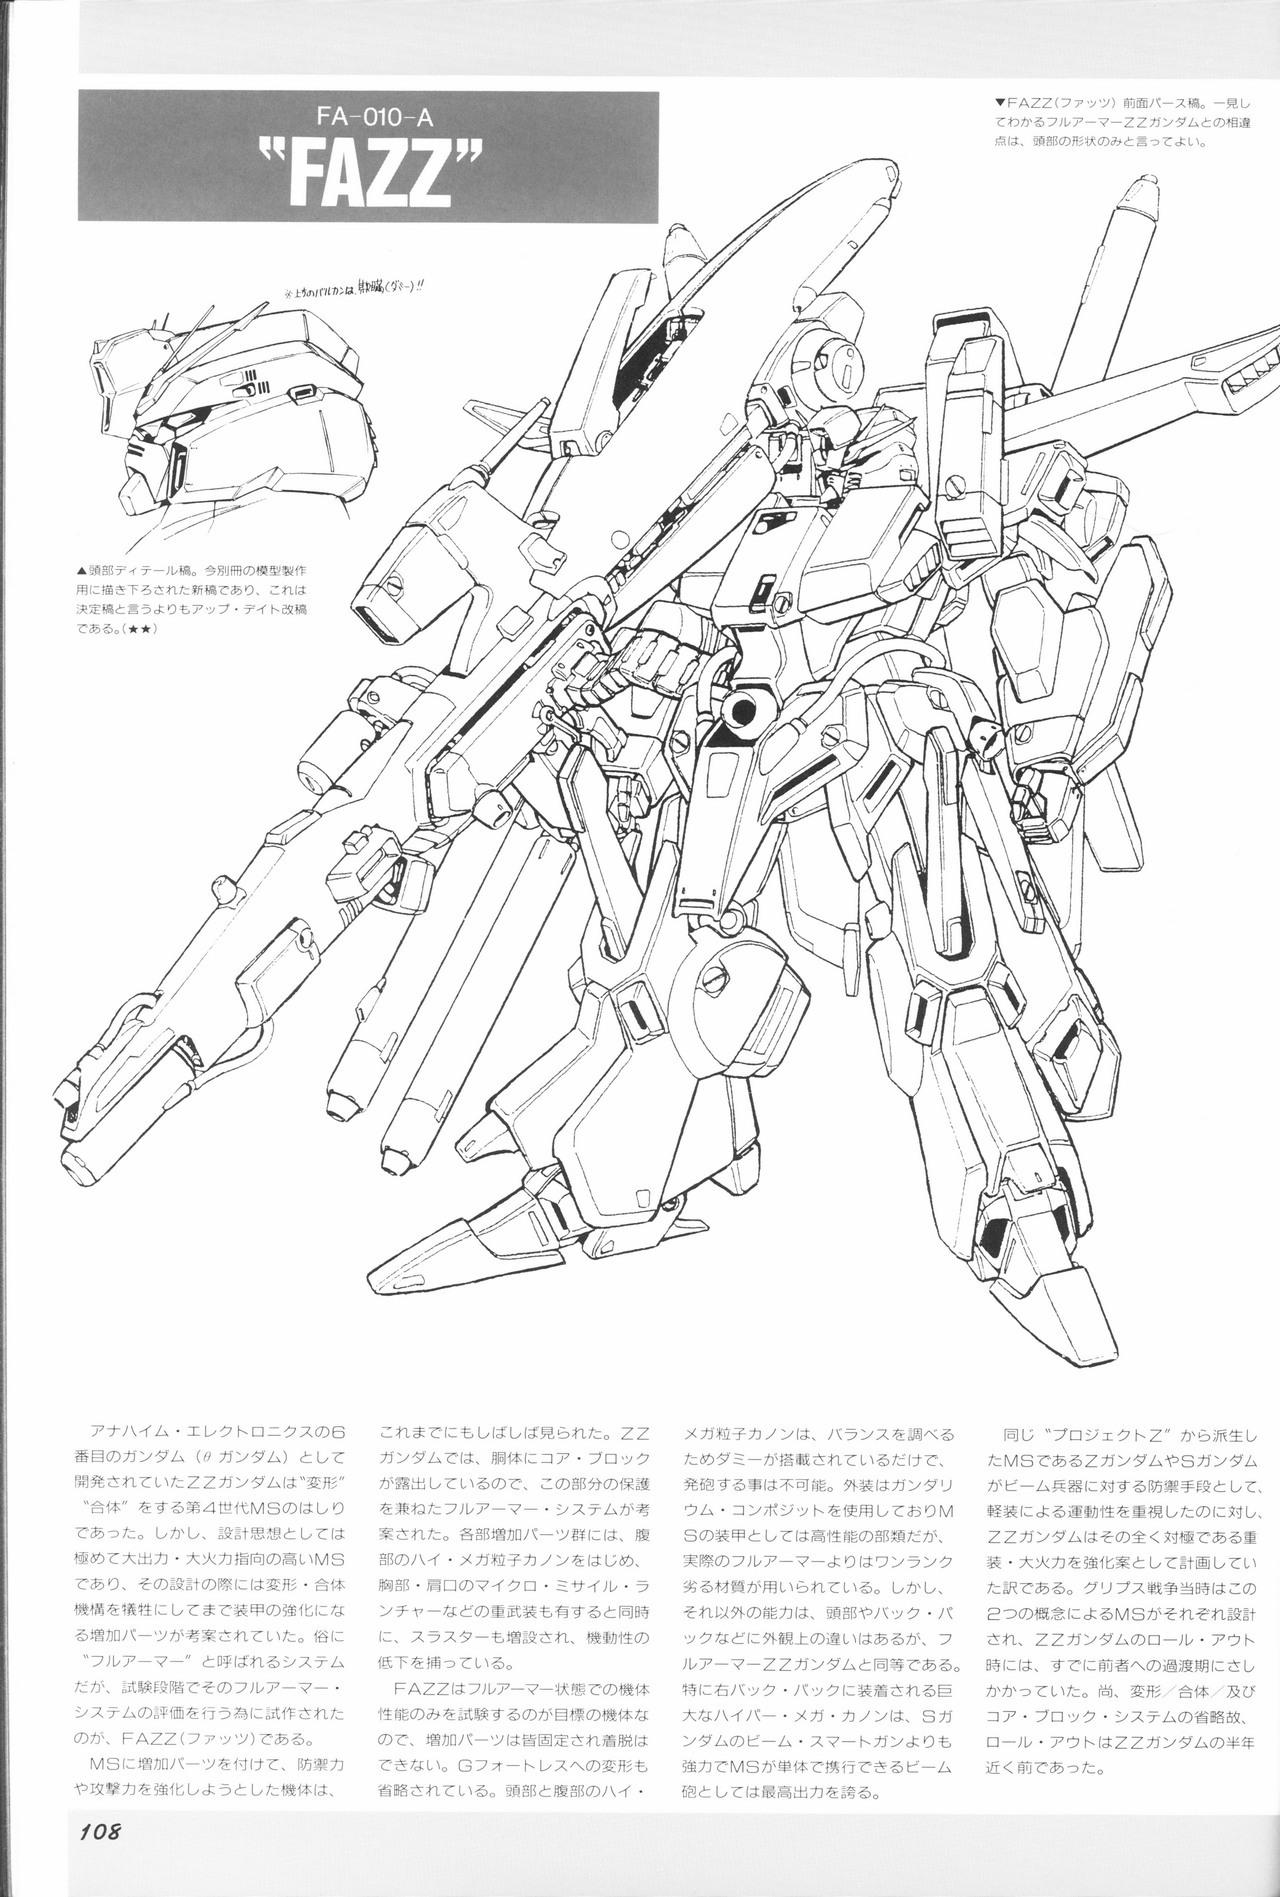 FA-010-A
"FAZZ"
▼FAZZ(ファッツ) 前面パース稿。一見し
てわかるフルアーマーZZガンダムとの相違
点は、頭部の形状のみと言ってよい。
▲頭部ディテール稿。今別冊の模型製作
用に描き下ろされた新稿であり、これは
決定稿と言うよりもアップ・デイト改稿
である。(★★)
アナハイム・エレクトロニクスの6
番目のガンダム (θ ガンダム) として
開発されていたZZガンダムは"変形"
"合体"をする第4世代MSのはしり
であった。しかし、設計思想としては
極めて大出力・大火力指向の高いMS
であり、その設計の際には変形・合体
機構を犠牲にしてまで装甲の強化にな
る増加パーツが考案されていた。俗に
"フルアーマー"と呼ばれるシステム
だが、試験段階でそのフルアーマー・
システムの評価を行う為に試作された
のが、FAZZ(ファッツ)である。
MSに増加パーツを付けて、防禦力
や攻撃力を強化しようとした機体は、
これまでにもしばしば見られた。ZZ
ガンダムでは、胴体にコア・ブロック
が露出しているので、この部分の保護
を兼ねたフルアーマー・システムが考
案された。各部増加パーツ群には、腹
部のハイ・メガ粒子カノンをはじめ、
胸部・肩口のマイクロ・ミサイル・ラ
ンチャーなどの重武装も有すると同時
に、スラスターも増設され、機動性の
低下を捕っている。
FAZZはフルアーマー状態での機体
性能のみを試験するのが目標の機体な
ので、増加パーツは皆固定され着脱は
できない。Gフォートレスへの変形も
省略されている。頭部と腹部のハイ・
メガ粒子カノンは、バランスを調べる
ためダミーが搭載されているだけで、
発砲する事は不可能。外装はガンダリ
ウム・コンポジットを使用しておりM
Sの装甲としては高性能の部類だが、
実際のフルアーマーよりはワンランク
劣る材質が用いられている。しかし、
それ以外の能力は、頭部やバック・パ
ックなどに外観上の違いはあるが、フ
ルアーマーZZガンダムと同等である。
特に右バック・パックに装着される巨
大なハイパー・メガ・カノンは、Sガ
ンダムのビーム・スマートガンよりも
強力でMSが単体で携行できるビーム
砲としては最高出力を誇る。
同じ"プロジェクトZ"から派生し
たMSであるZガンダムやSガンダム
がビーム兵器に対する防禦手段として、
軽装による運動性を重視したのに対し、
ZZガンダムはその全く対極である重
装・大火力を強化案として計画してい
た訳である。グリプス戦争当時はこの
2つの概念によるMSがそれぞれ設計
され、ZZガンダムのロール・アウト
時には、すでに前者への過渡期にさし
かかっていた。尚、変形/合体/及び
コア・ブロック・システムの省略故、
ロール・アウトはZZガンダムの半年
近く前であった。
108